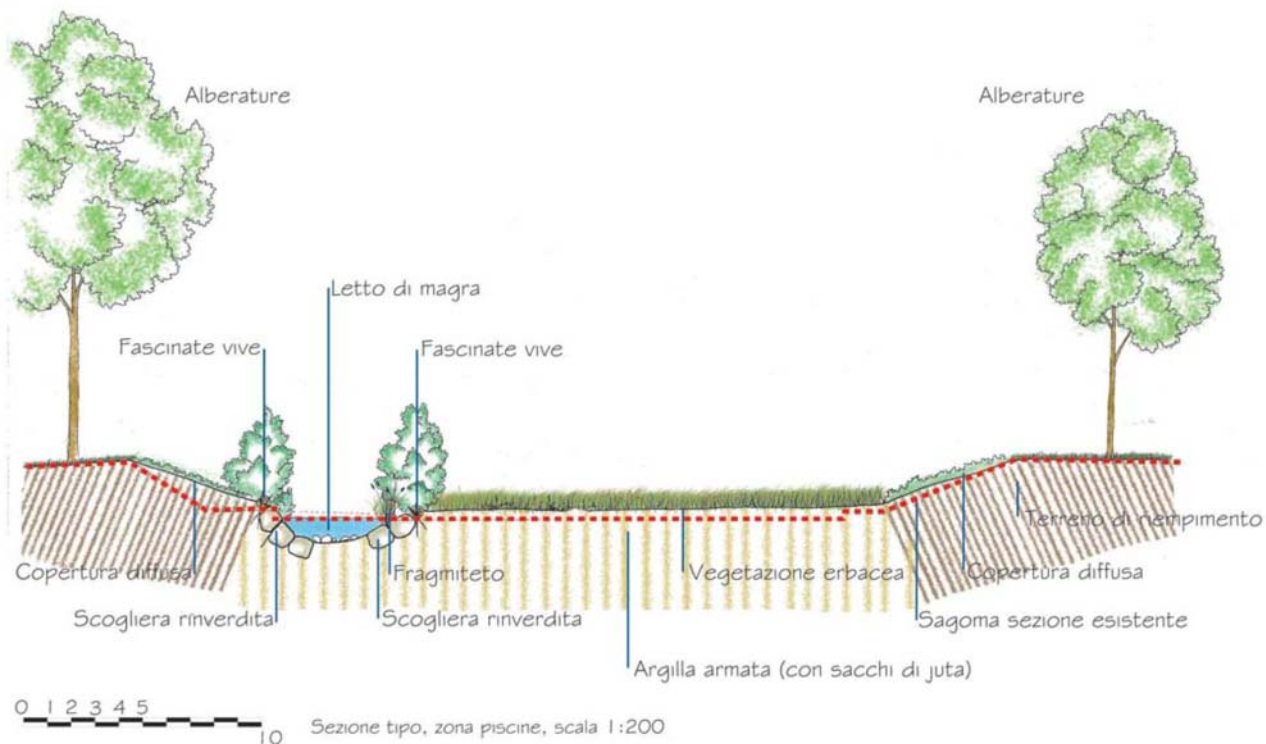 Alberature
Alberature
Letto di magra
Fascinate vive
Fascinate vive
Terreno di riempimento
Copertura diffusa
Fragmiteto
Vegetazione erbacea
Copertura diffusa
Scogliera rinverdita
Scogliera rinverdita
Sagoma sezione esistente
Argilla armata (con sacchi di juta)
0 1 2 3 4 5
10
Sezione tipo, zona piscine, scala 1:200